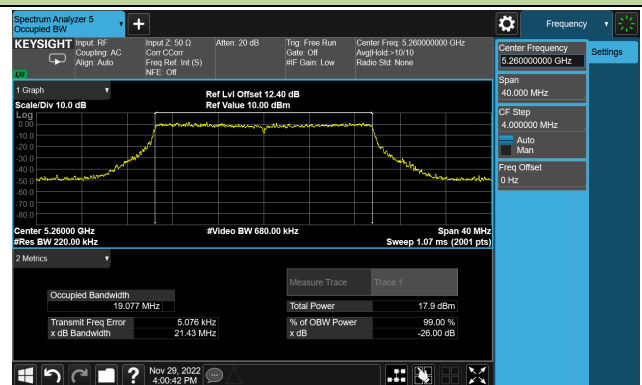 Spectrum Analyzer 5
Occupied BW
Frequency
KEYSIGHT
Input: RF
Coupling: AC
Align: Auto
Input Z: 50 Ω
Corr CCorr
Freq Ref: Int (S)
NFE: Off
Atten: 20 dB
Trig: Free Run
Gate: Off
#IF Gain: Low
Center Freq: 5.260000000 GHz
Avg|Hold:>10/10
Radio Std: None
LXI
Center Frequency
5.260000000 GHz
Settings
Span
40.000 MHz
CF Step
4.000000 MHz
Auto
Man
Freq Offset
0 Hz
1 Graph
Scale/Div 10.0 dB
Ref Lvl Offset 12.40 dB
Ref Value 10.00 dBm
Log
0.00
-10.0
-20.0
-30.0
-40.0
-50.0
-60.0
-70.0
-80.0
Center 5.26000 GHz
#Res BW 220.00 kHz
#Video BW 680.00 kHz
Span 40 MHz
Sweep 1.07 ms (2001 pts)
2 Metrics
Measure Trace
Trace 1
Occupied Bandwidth
19.077 MHz
Total Power
17.9 dBm
Transmit Freq Error
5.076 kHz
% of OBW Power
99.00 %
x dB Bandwidth
21.43 MHz
x dB
-26.00 dB
Nov 29, 2022
4:00:42 PM